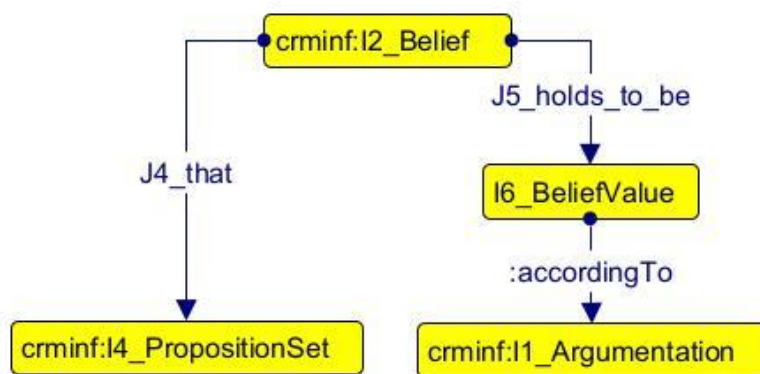 crminf:I2_Belief
J5_holds_to_be
J4_that
I6_BeliefValue
:accordingTo
crminf:I4_PropositionSet
crminf:I1_Argumentation